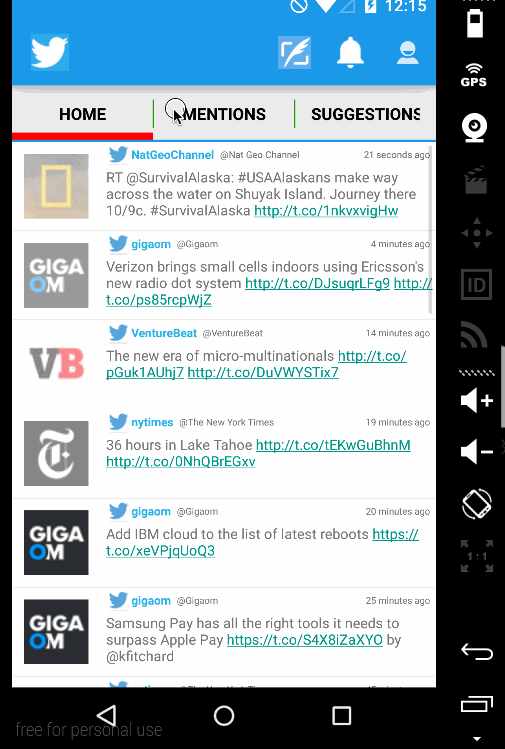 12:15
GPS
HOME
MENTIONS
SUGGESTIONS
NatGeoChannel @Nat Geo Channel 21 seconds ago
RT @SurvivalAlaska: #USAAlaskans make way
across the water on Shuyak Island. Journey there
10/9c. #SurvivalAlaska http://t.co/1nkvxvigHw
GIGA
OM
gigaom @Gigaom 4 minutes ago
Verizon brings small cells indoors using Ericsson's
new radio dot system http://t.co/DJsuqrLFg9 http://
t.co/ps85rcpWjZ
VB
VentureBeat @VentureBeat 14 minutes ago
The new era of micro-multinationals http://t.co/
pGuk1AUhj7 http://t.co/DuVWYSTix7
ID
T
nytimes @The New York Times 19 minutes ago
36 hours in Lake Tahoe http://t.co/tEKwGuBhnM
http://t.co/0NhQBrEGxv
GIGA
OM
gigaom @Gigaom 20 minutes ago
Add IBM cloud to the list of latest reboots https://
t.co/xeVPjqUoQ3
1:1
GIGA
OM
gigaom @Gigaom 25 minutes ago
Samsung Pay has all the right tools it needs to
surpass Apple Pay https://t.co/S4X8iZaXYO by
@kfitchard
free for personal use